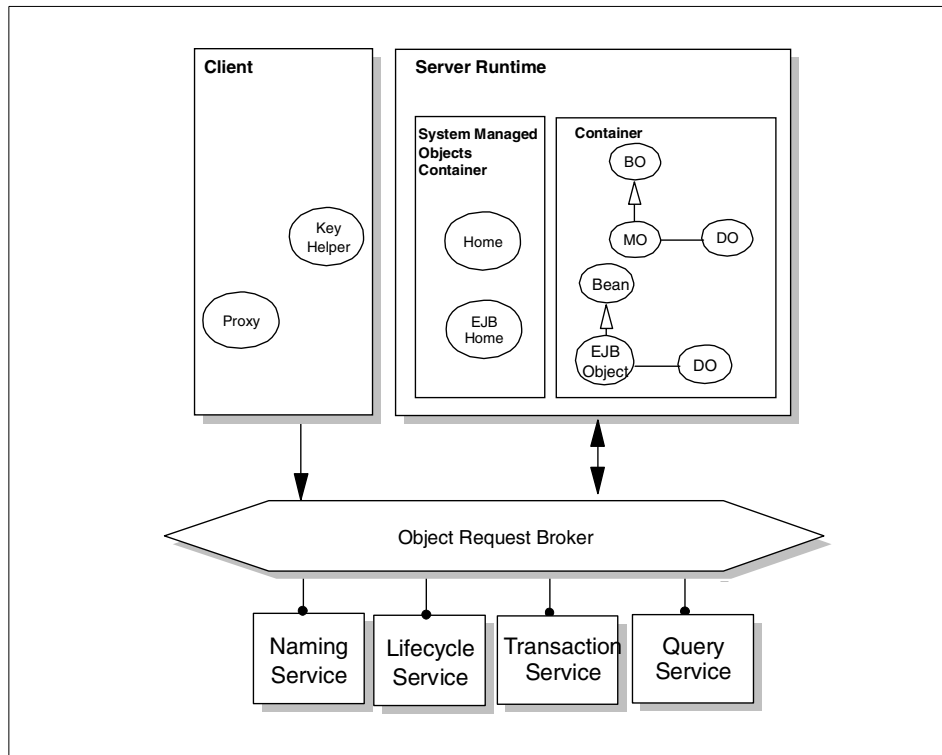 Client
Key
Helper
Proxy
Server Runtime
System Managed
Objects
Container
Home
EJB
Home
Container
BO
MO
DO
Bean
EJB
Object
DO
Object Request Broker
Naming
Service
Lifecycle
Service
Transaction
Service
Query
Service